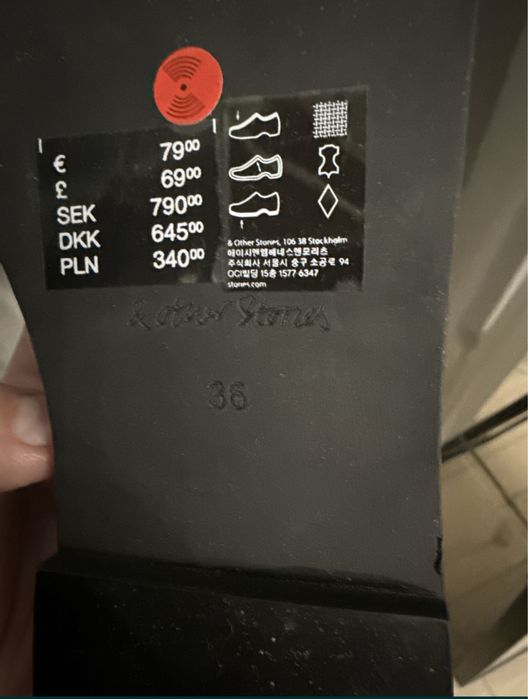 € 79⁰⁰
£ 69⁰⁰
SEK 790⁰⁰
DKK 645⁰⁰
PLN 340⁰⁰
& Other Stories, 106 38 Stockholm
에이치앤엠헤네스앤모리츠
주식회사 서울시 중구 소공로 94
OCI빌딩 15층 1577 6347
stories.com
& other Stories
36